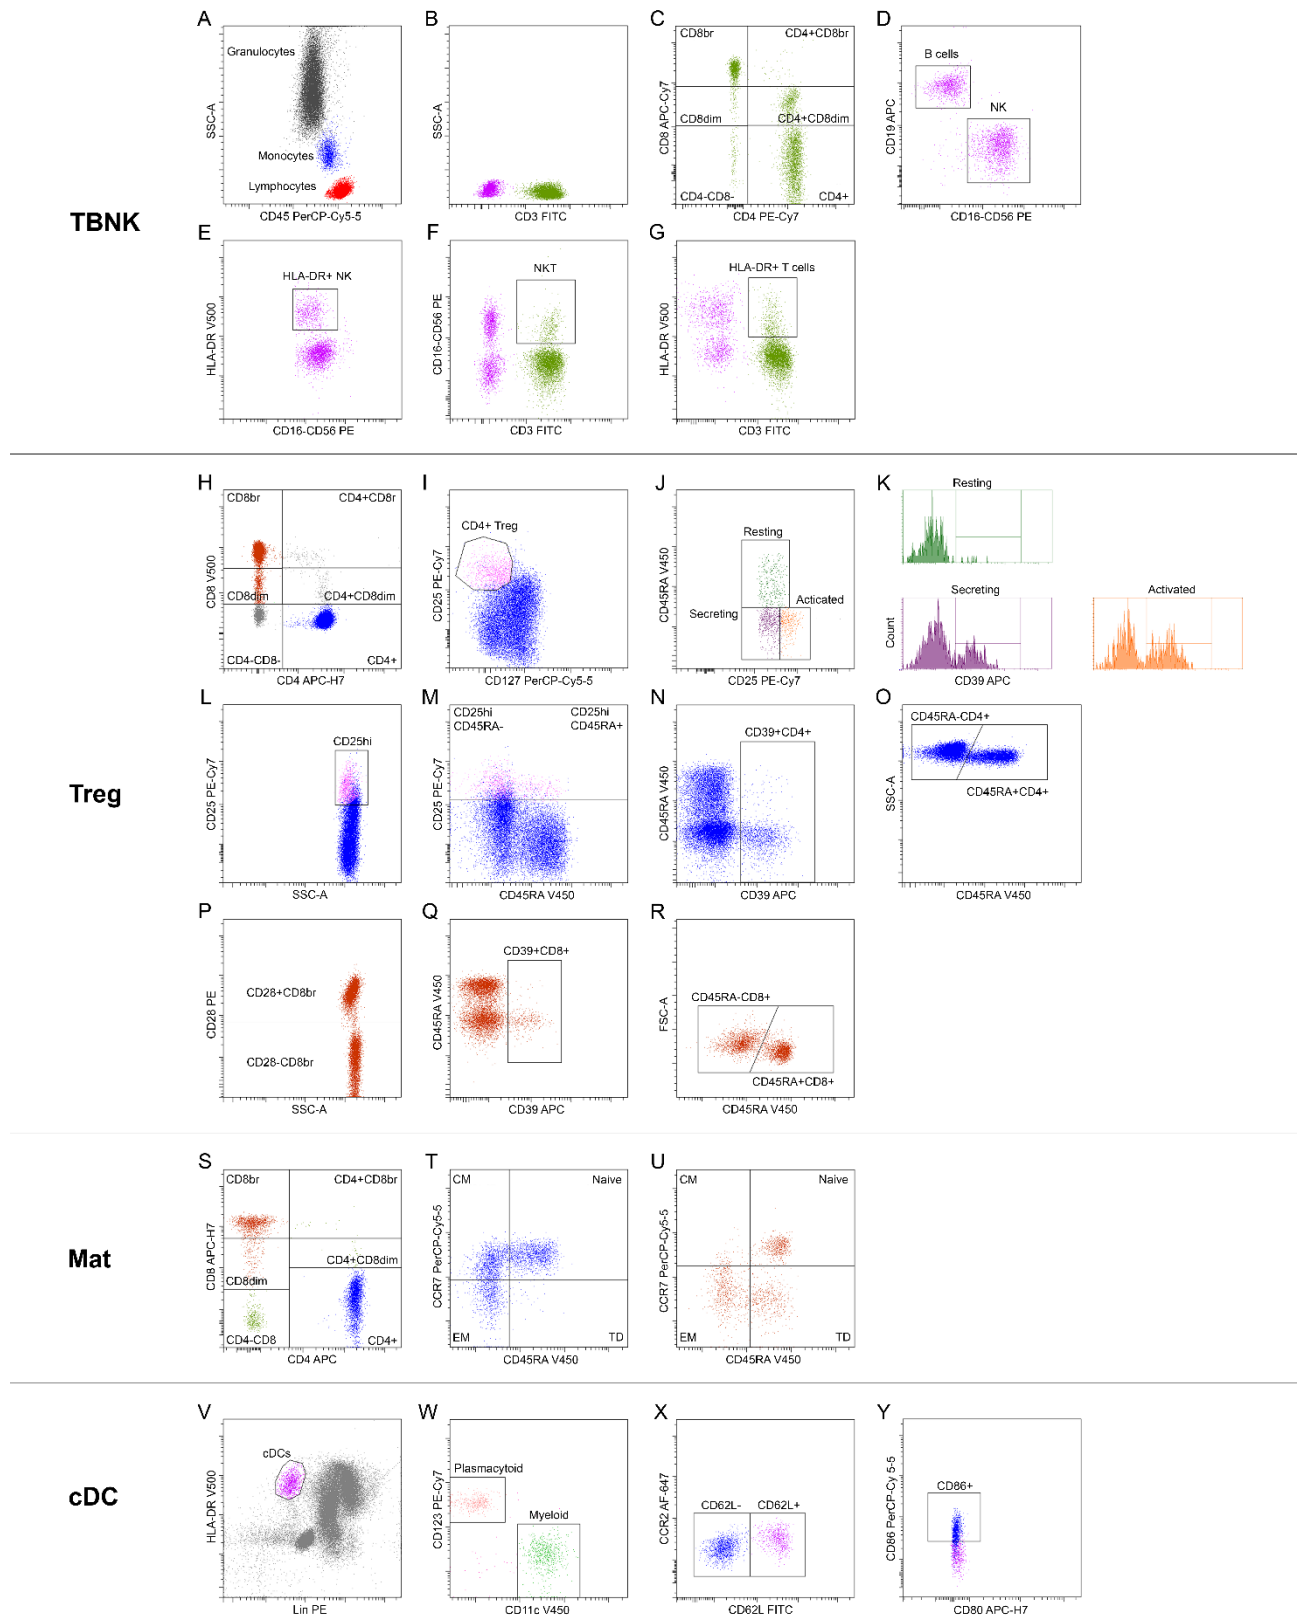 TBNK
A
Granulocytes
Monocytes
Lymphocytes
SSC-A
CD45 PerCP-Cy5-5
B
SSC-A
CD3 FITC
C
CD8br
CD4+CD8br
CD8dim
CD4+CD8dim
CD4-CD8-
CD4+
CD8 APC-Cy7
CD4 PE-Cy7
D
B cells
NK
CD19 APC
CD16-CD56 PE
E
HLA-DR+ NK
HLA-DR V500
CD16-CD56 PE
F
NKT
CD16-CD56 PE
CD3 FITC
G
HLA-DR+ T cells
HLA-DR V500
CD3 FITC
Treg
H
CD8br
CD4+CD8r
CD8dim
CD4+CD8dim
CD4-CD8-
CD4+
CD8 V500
CD4 APC-H7
I
CD4+ Treg
CD25 PE-Cy7
CD127 PerCP-Cy5-5
J
Resting
Secreting
Acticated
CD45RA V450
CD25 PE-Cy7
K
Resting
Secreting
Activated
Count
CD39 APC
L
CD25hi
CD25 PE-Cy7
SSC-A
M
CD25hi CD25hi
CD45RA- CD45RA+
CD25 PE-Cy7
CD45RA V450
N
CD39+CD4+
CD45RA V450
CD39 APC
O
CD45RA-CD4+
CD45RA+CD4+
SSC-A
CD45RA V450
P
CD28+CD8br
CD28-CD8br
CD28 PE
SSC-A
Q
CD39+CD8+
CD45RA V450
CD39 APC
R
CD45RA-CD8+
CD45RA+CD8+
FSC-A
CD45RA V450
Mat
S
CD8br
CD4+CD8br
CD4+CD8dim
CD8dim
CD4-CD8
CD4+
CD8 APC-H7
CD4 APC
T
CM Naive
EM TD
CCR7 PerCP-Cy5-5
CD45RA V450
U
CM Naive
EM TD
CCR7 PerCP-Cy5-5
CD45RA V450
cDC
V
cDCs
HLA-DR V500
Lin PE
W
Plasmacytoid
Myeloid
CD123 PE-Cy7
CD11c V450
X
CD62L- CD62L+
CCR2 AF-647
CD62L FITC
Y
CD86+
CD86 PerCP-Cy 5-5
CD80 APC-H7